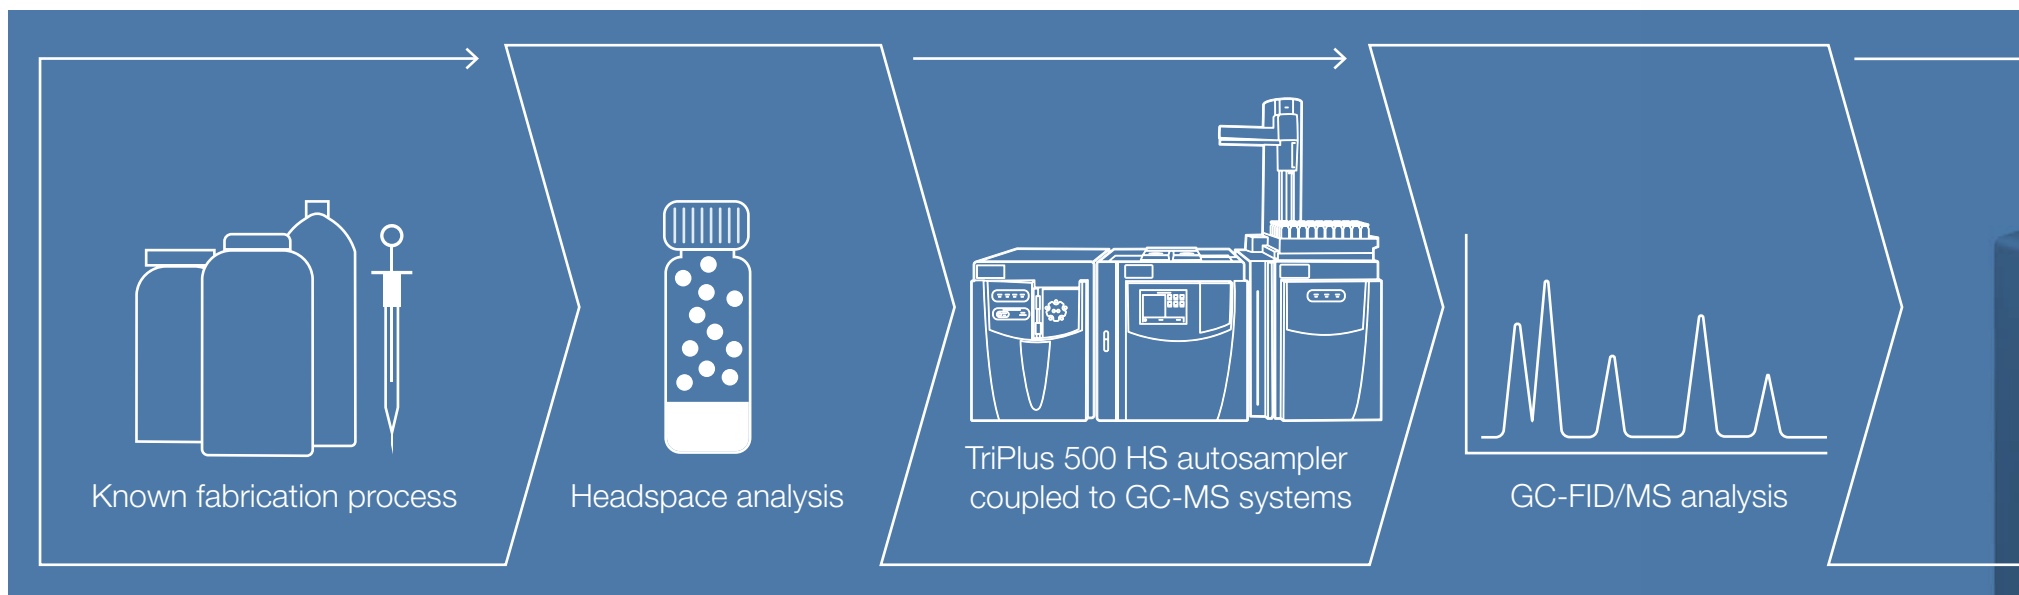 Known fabrication process
Headspace analysis
TriPlus 500 HS autosampler
coupled to GC-MS systems
GC-FID/MS analysis